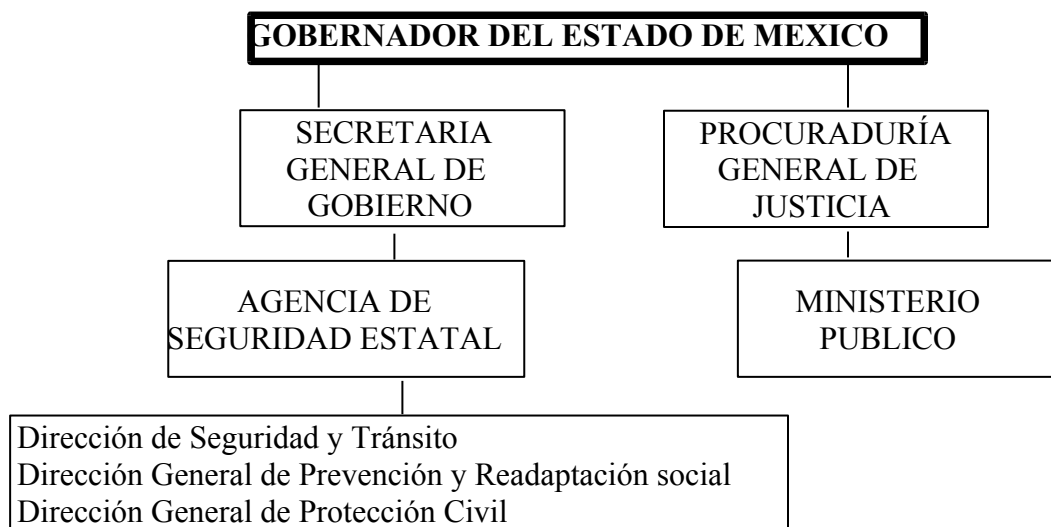 GOBERNADOR DEL ESTADO DE MEXICO
SECRETARIA
GENERAL DE
GOBIERNO
PROCURADURÍA
GENERAL DE
JUSTICIA
AGENCIA DE
SEGURIDAD ESTATAL
MINISTERIO
PUBLICO
Dirección de Seguridad y Tránsito
Dirección General de Prevención y Readaptación social
Dirección General de Protección Civil